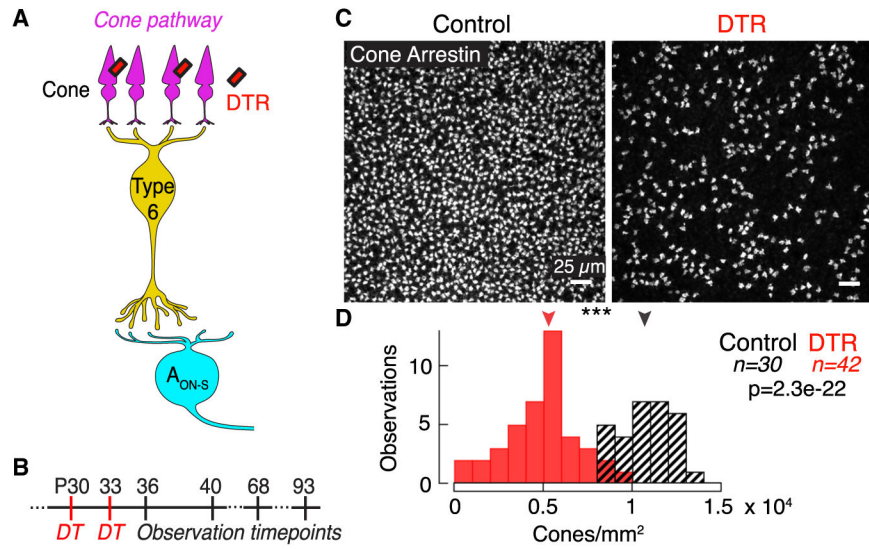 A
Cone pathway
Cone
DTR
Type
6
A ON-S
B
P30 33 36 40 68 93
DT DT Observation timepoints
C
Control DTR
Cone Arrestin
25 µm
D
***
Control DTR
n=30 n=42
p=2.3e-22
Observations
10
5
0
0 0.5 1 1.5 x 10⁴
Cones/mm²